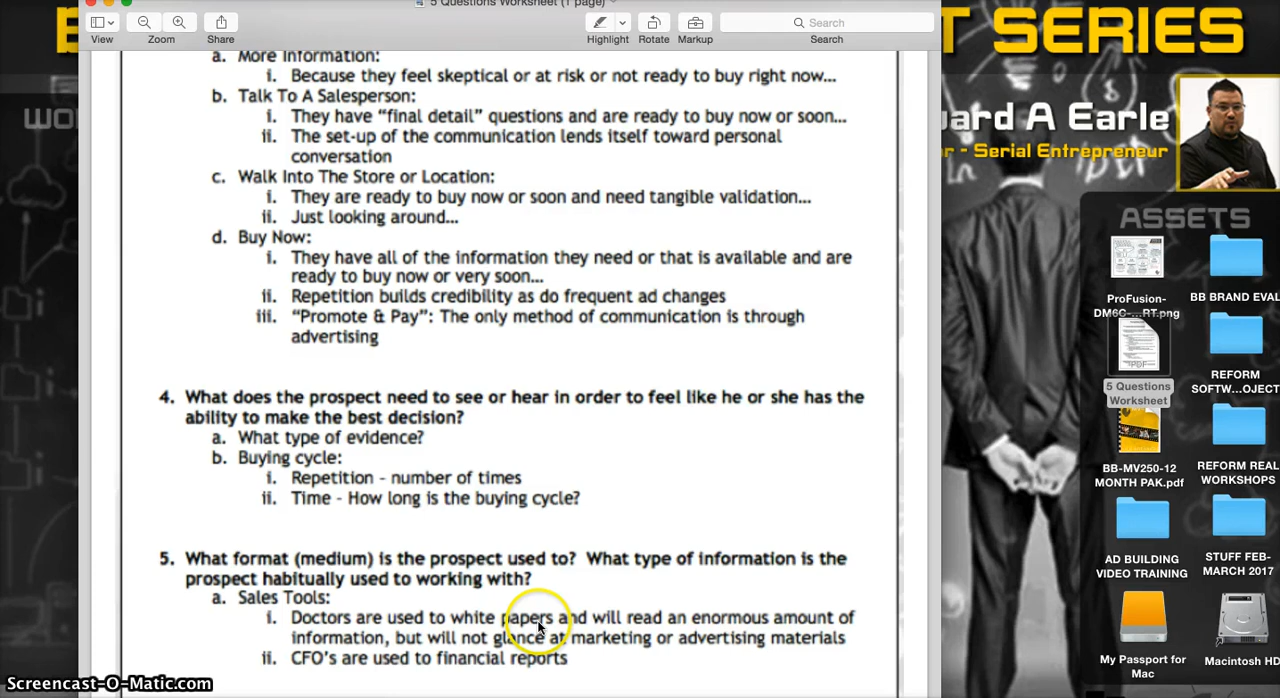 5 Questions Worksheet (1 page)
View
Zoom
Share
Highlight
Rotate
Markup
Search
Search
a. More Information:
i. Because they feel skeptical or at risk or not ready to buy right now...
b. Talk To A Salesperson:
i. They have “final detail” questions and are ready to buy now or soon...
ii. The set-up of the communication lends itself toward personal
conversation
c. Walk Into The Store or Location:
i. They are ready to buy now or soon and need tangible validation...
ii. Just looking around...
d. Buy Now:
i. They have all of the information they need or that is available and are
ready to buy now or very soon...
ii. Repetition builds credibility as do frequent ad changes
iii. “Promote & Pay”: The only method of communication is through
advertising
4. What does the prospect need to see or hear in order to feel like he or she has the
ability to make the best decision?
a. What type of evidence?
b. Buying cycle:
i. Repetition - number of times
ii. Time - How long is the buying cycle?
5. What format (medium) is the prospect used to? What type of information is the
prospect habitually used to working with?
a. Sales Tools:
i. Doctors are used to white papers and will read an enormous amount of
information, but will not glance at marketing or advertising materials
ii. CFO's are used to financial reports
T SERIES
ard A Earle
r - Serial Entrepreneur
ASSETS
ProFusion-
DM6C-...RT.png
BB BRAND EVAL
PDF
5 Questions
Worksheet
REFORM
SOFTW...OJECT
BB-MV250-12
MONTH PAK.pdf
REFORM REAL
WORKSHOPS
AD BUILDING
VIDEO TRAINING
STUFF FEB-
MARCH 2017
My Passport for
Mac
Macintosh HD
WO
Screencast-O-Matic.com